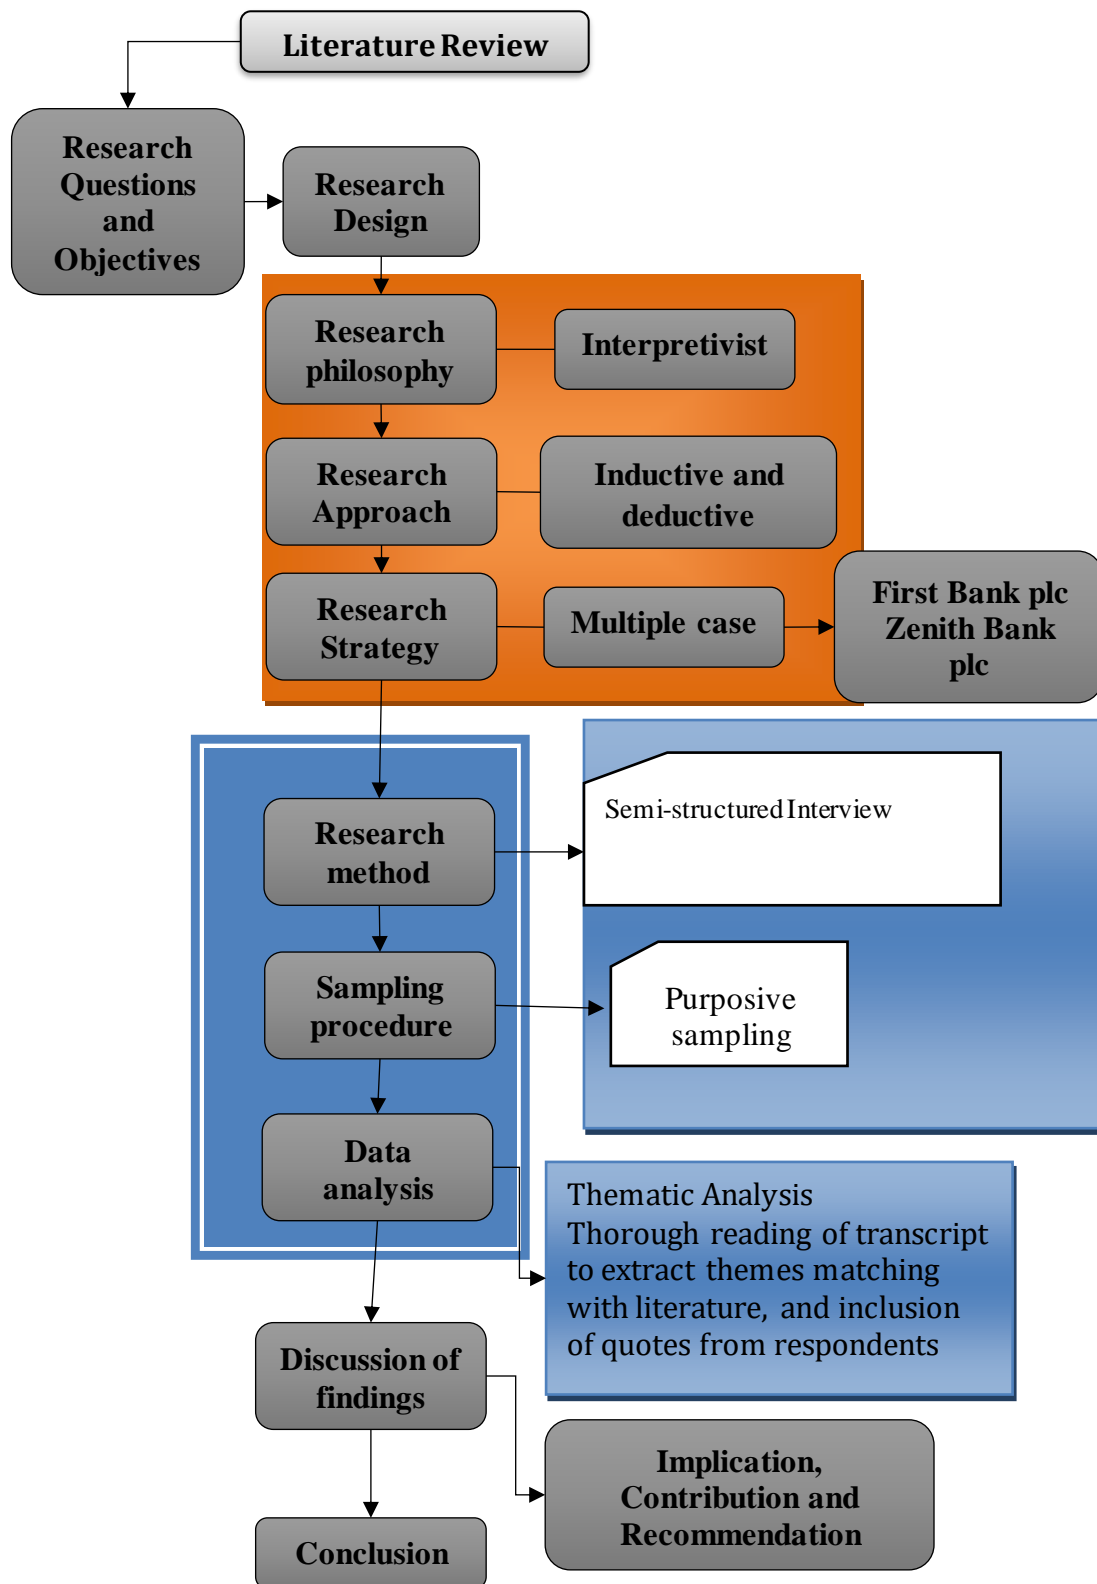 Literature Review
Research
Questions
and
Objectives
Research
Design
Research
philosophy
Interpretivist
Research
Approach
Inductive and
deductive
Research
Strategy
Multiple case
First Bank plc
Zenith Bank
plc
Research
method
Semi-structured Interview
Sampling
procedure
Purposive
sampling
Data
analysis
Thematic Analysis
Thorough reading of transcript
to extract themes matching
with literature, and inclusion
of quotes from respondents
Discussion of
findings
Implication,
Contribution and
Recommendation
Conclusion